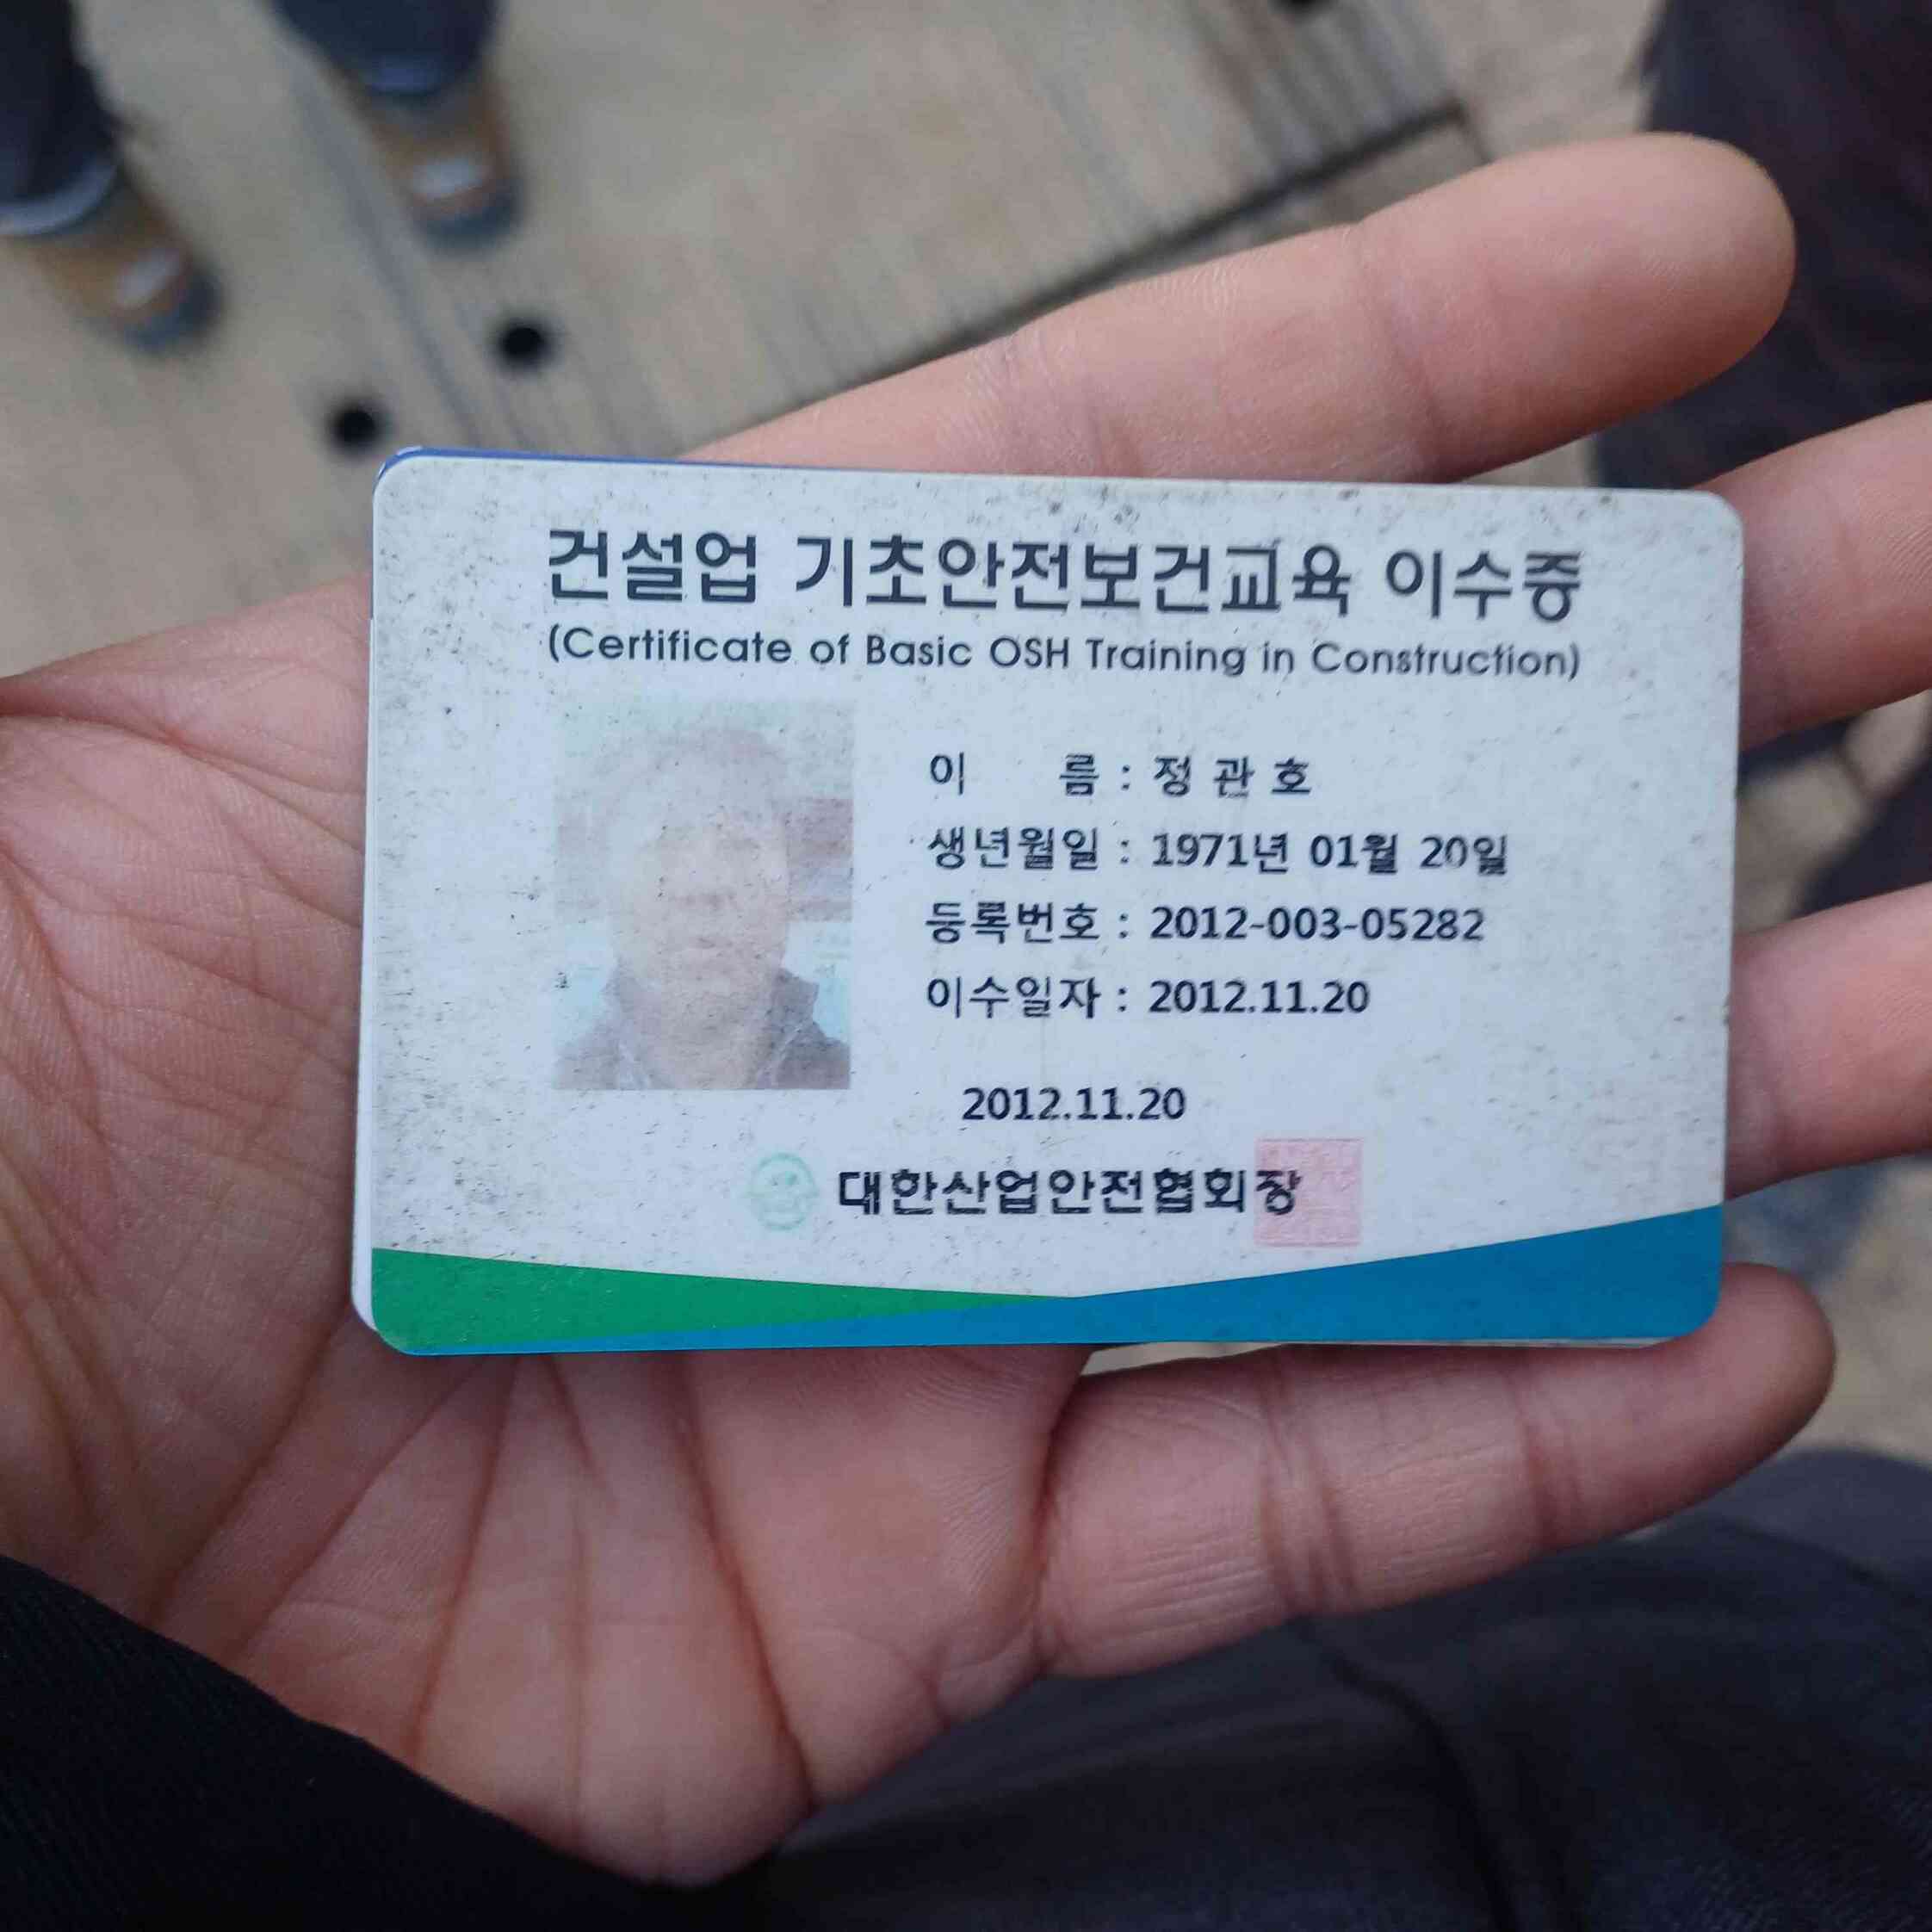 건설업 기초안전보건교육 이수증
(Certificate of Basic OSH Training in Construction)
이 름 : 정 관 호
생년월일 : 1971년 01월 20일
등록번호 : 2012-003-05282
이수일자 : 2012.11.20
2012.11.20
대한산업안전협회장